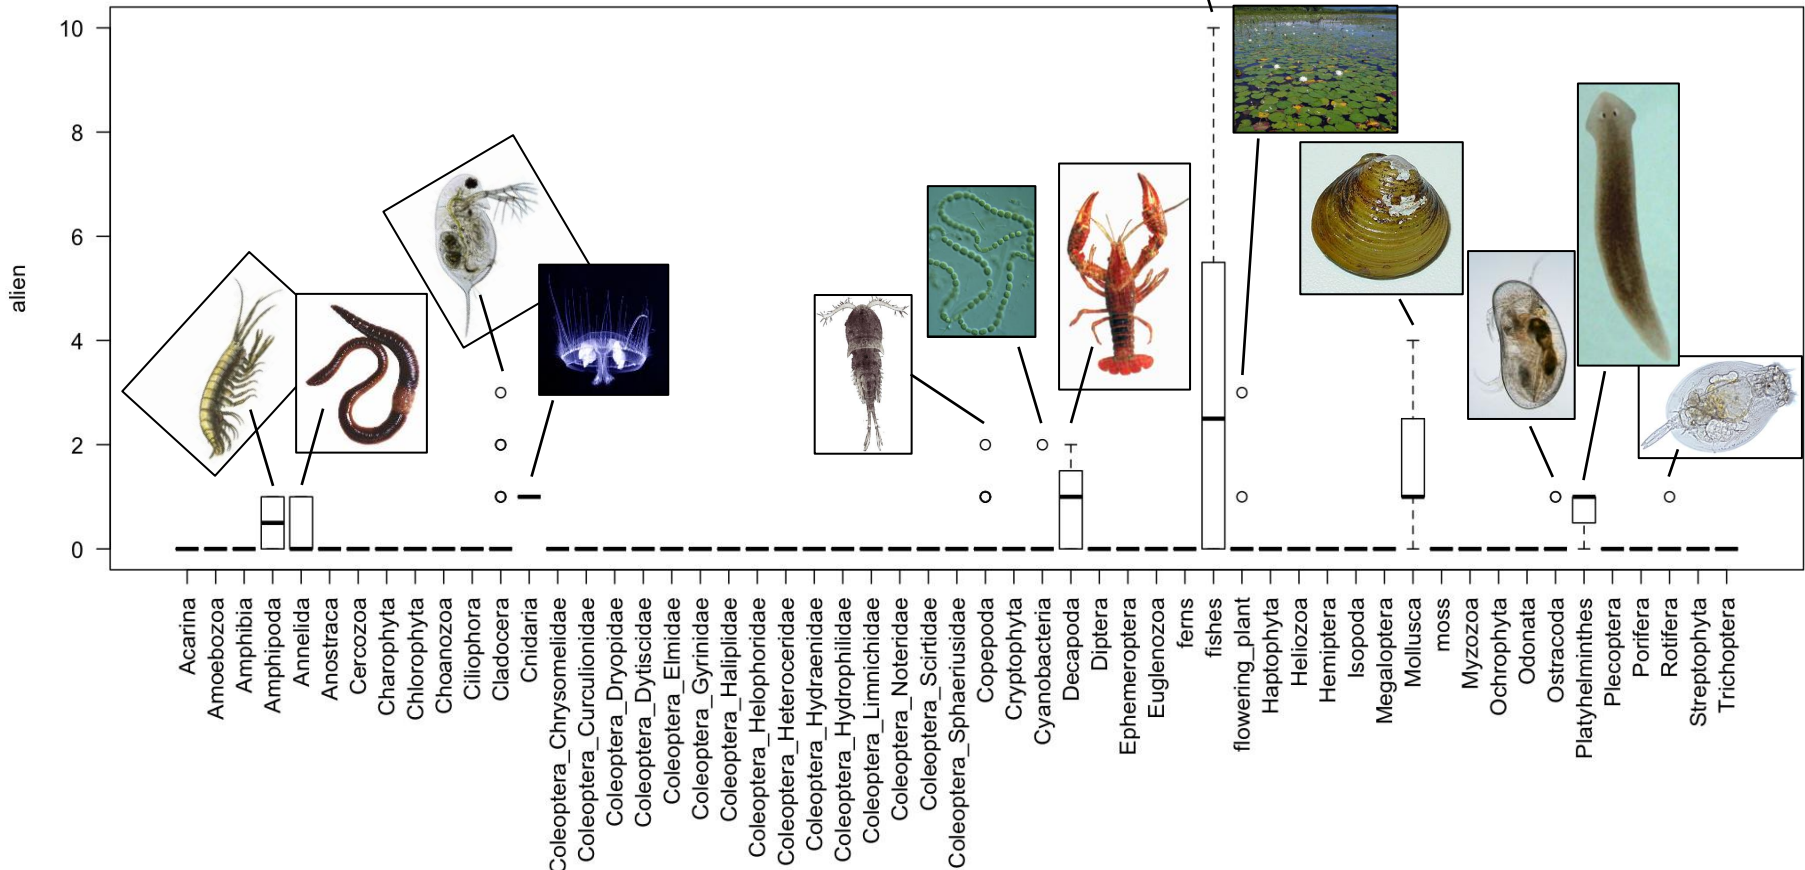 10
8
6
4
2
0
alien
Acarina
Amoebozoa
Amphibia
Amphipoda
Annelida
Anostraca
Cercozoa
Charophyta
Chlorophyta
Choanozoa
Ciliophora
Cladocera
Cnidaria
Coleoptera_Chrysomelidae
Coleoptera_Curculionidae
Coleoptera_Dryopidae
Coleoptera_Dytiscidae
Coleoptera_Elmidae
Coleoptera_Gyrinidae
Coleoptera_Haliplidae
Coleoptera_Helophoridae
Coleoptera_Heteroceridae
Coleoptera_Hydraenidae
Coleoptera_Hydrophilidae
Coleoptera_Limnichidae
Coleoptera_Noteridae
Coleoptera_Scirtidae
Coleoptera_Sphaeriusidae
Copepoda
Cryptophyta
Cyanobacteria
Decapoda
Diptera
Ephemeroptera
Euglenozoa
ferns
fishes
flowering_plant
Haptophyta
Heliozoa
Hemiptera
Isopoda
Megaloptera
Mollusca
moss
Myzozoa
Ochrophyta
Odonata
Ostracoda
Platyhelminthes
Plecoptera
Porifera
Rotifera
Streptophyta
Trichoptera